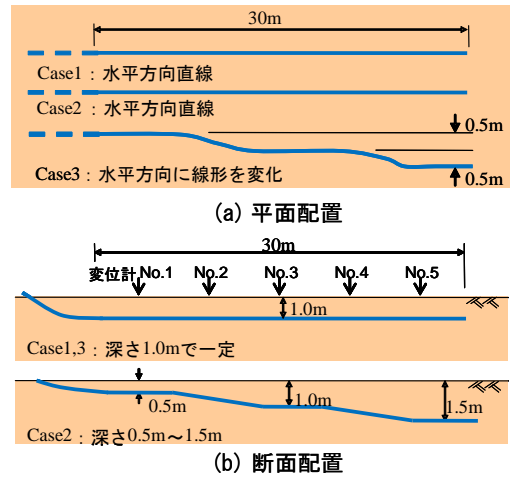 30m
Case1：水平方向直線
Case2：水平方向直線
0.5m
Case3：水平方向に線形を変化
0.5m
(a) 平面配置
30m
変位計 No.1 No.2 No.3 No.4 No.5
1.0m
Case1,3：深さ1.0mで一定
0.5m 1.0m 1.5m
Case2：深さ0.5m～1.5m
(b) 断面配置